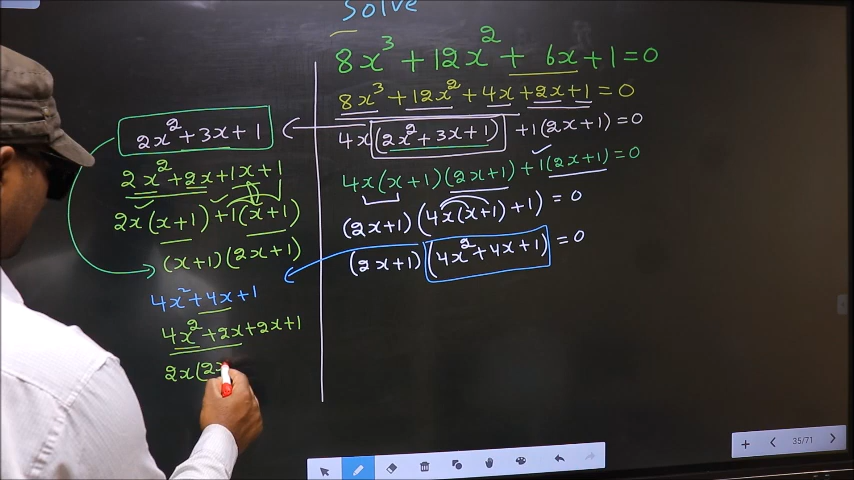 Solve
8x³ + 12x² + 6x + 1 = 0
8x³ + 12x² + 4x + 2x + 1 = 0
4x(2x² + 3x + 1) + 1(2x + 1) = 0
4x(x + 1)(2x + 1) + 1(2x + 1) = 0
(2x+1)(4x(x+1)+1) = 0
(2x+1)(4x²+4x+1) = 0
2x² + 3x + 1
2x² + 2x + 1x + 1
2x(x+1) + 1(x+1)
(x+1)(2x+1)
4x² + 4x + 1
4x² + 2x + 2x + 1
2x(2x
35/71